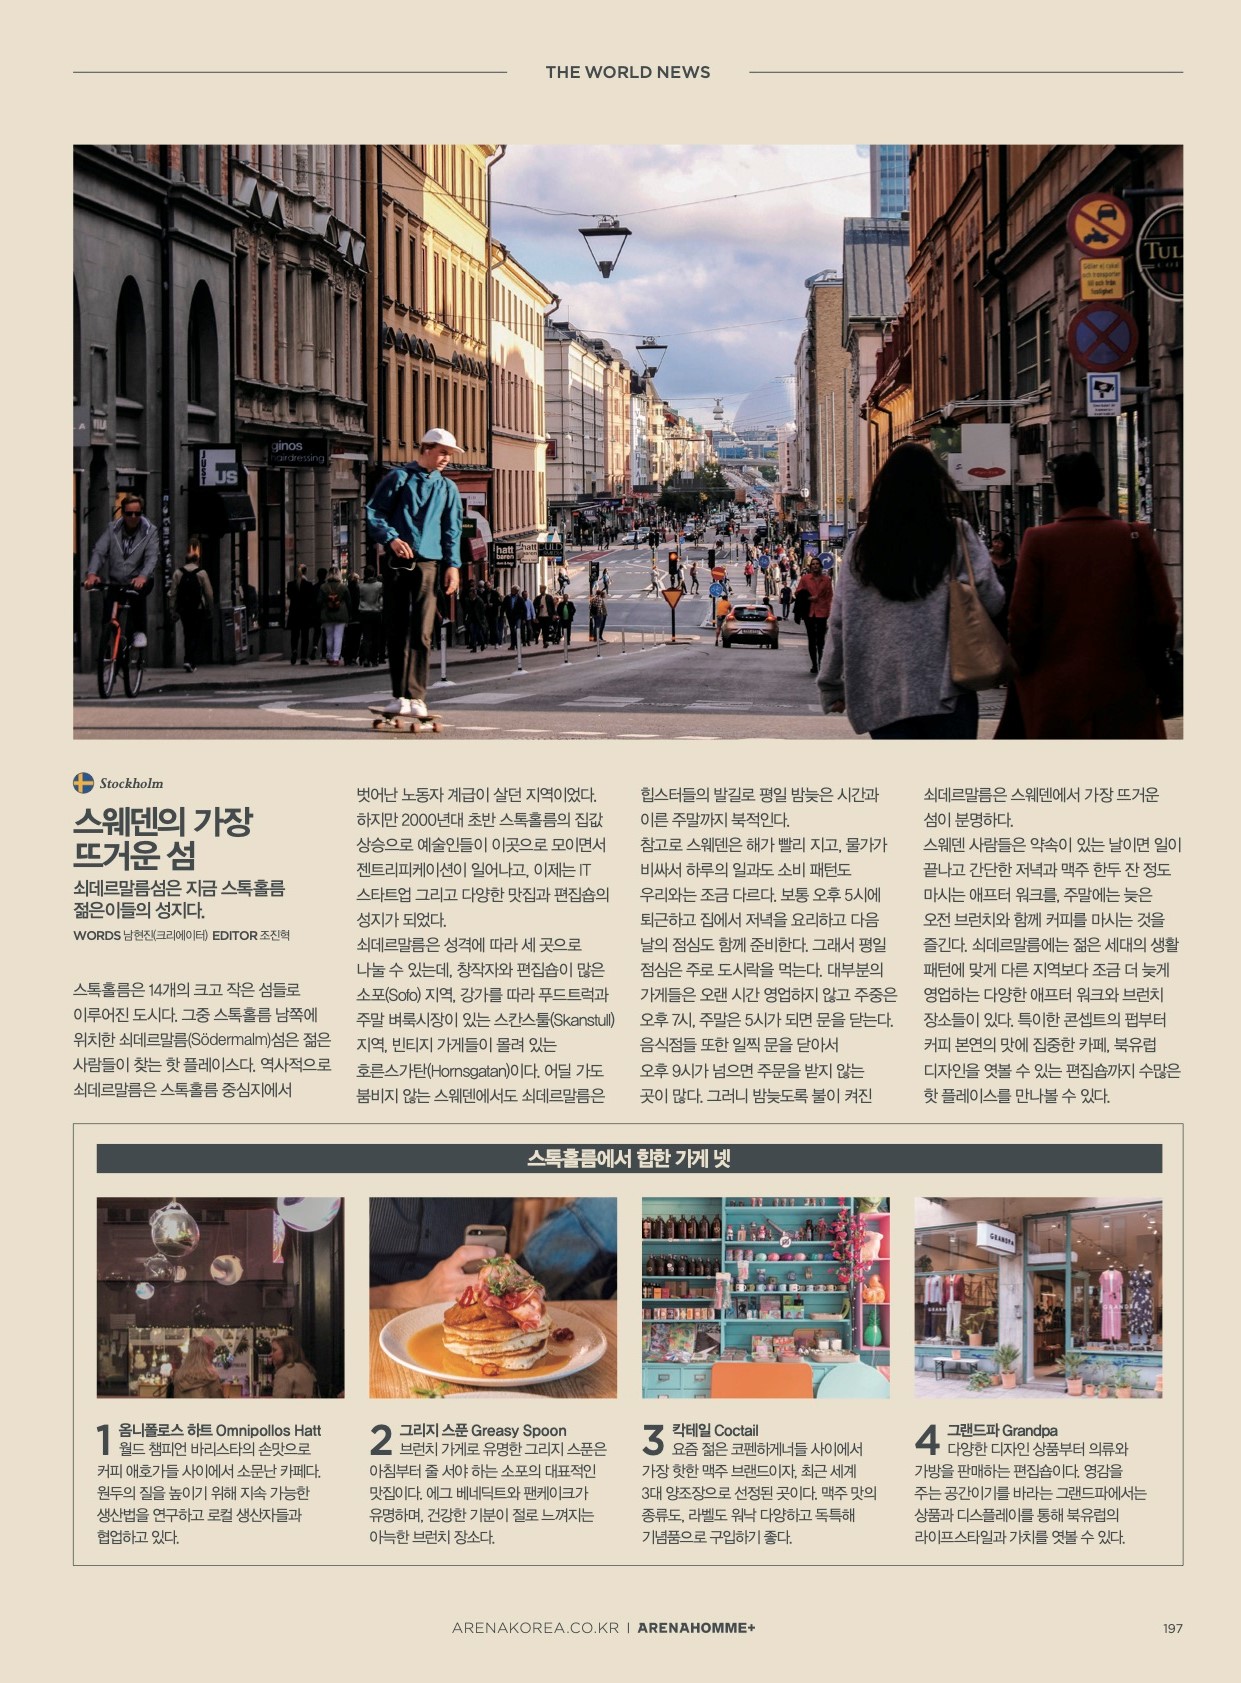 THE WORLD NEWS
TUL
Gäller ej cykel
ginos
hairdressing
JUST
US
hatt
baren
hatt
Stockholm
스웨덴의 가장
뜨거운 섬
쇠데르말름섬은 지금 스톡홀름
젊은이들의 성지다.
WORDS 남현진(크리에이터) EDITOR 조진혁
스톡홀름은 14개의 크고 작은 섬들로
이루어진 도시다. 그중 스톡홀름 남쪽에
위치한 쇠데르말름(Södermalm)섬은 젊은
사람들이 찾는 핫 플레이스다. 역사적으로
쇠데르말름은 스톡홀름 중심지에서
벗어난 노동자 계급이 살던 지역이었다.
하지만 2000년대 초반 스톡홀름의 집값
상승으로 예술인들이 이곳으로 모이면서
젠트리피케이션이 일어나고, 이제는 IT
스타트업 그리고 다양한 맛집과 편집숍의
성지가 되었다.
쇠데르말름은 성격에 따라 세 곳으로
나눌 수 있는데, 창작자와 편집숍이 많은
소포(Sofo) 지역, 강가를 따라 푸드트럭과
주말 벼룩시장이 있는 스칸스툴(Skanstull)
지역, 빈티지 가게들이 몰려 있는
호른스가탄(Hornsgatan)이다. 어딜 가도
붐비지 않는 스웨덴에서도 쇠데르말름은
힙스터들의 발길로 평일 밤늦은 시간과
이른 주말까지 북적인다.
참고로 스웨덴은 해가 빨리 지고, 물가가
비싸서 하루의 일과도 소비 패턴도
우리와는 조금 다르다. 보통 오후 5시에
퇴근하고 집에서 저녁을 요리하고 다음
날의 점심도 함께 준비한다. 그래서 평일
점심은 주로 도시락을 먹는다. 대부분의
가게들은 오랜 시간 영업하지 않고 주중은
오후 7시, 주말은 5시가 되면 문을 닫는다.
음식점들 또한 일찍 문을 닫아서
오후 9시가 넘으면 주문을 받지 않는
곳이 많다. 그러니 밤늦도록 불이 켜진
쇠데르말름은 스웨덴에서 가장 뜨거운
섬이 분명하다.
스웨덴 사람들은 약속이 있는 날이면 일이
끝나고 간단한 저녁과 맥주 한두 잔 정도
마시는 애프터 워크를, 주말에는 늦은
오전 브런치와 함께 커피를 마시는 것을
즐긴다. 쇠데르말름에는 젊은 세대의 생활
패턴에 맞게 다른 지역보다 조금 더 늦게
영업하는 다양한 애프터 워크와 브런치
장소들이 있다. 특이한 콘셉트의 펍부터
커피 본연의 맛에 집중한 카페, 북유럽
디자인을 엿볼 수 있는 편집숍까지 수많은
핫 플레이스를 만나볼 수 있다.
스톡홀름에서 힙한 가게 넷
GRANDPA
1 옴니폴로스 하트 Omnipollos Hatt
월드 챔피언 바리스타의 손맛으로
커피 애호가들 사이에서 소문난 카페다.
원두의 질을 높이기 위해 지속 가능한
생산법을 연구하고 로컬 생산자들과
협업하고 있다.
2 그리지 스푼 Greasy Spoon
브런치 가게로 유명한 그리지 스푼은
아침부터 줄 서야 하는 소포의 대표적인
맛집이다. 에그 베네딕트와 팬케이크가
유명하며, 건강한 기분이 절로 느껴지는
아늑한 브런치 장소다.
3 칵테일 Coctail
요즘 젊은 코펜하게너들 사이에서
가장 핫한 맥주 브랜드이자, 최근 세계
3대 양조장으로 선정된 곳이다. 맥주 맛의
종류도, 라벨도 워낙 다양하고 독특해
기념품으로 구입하기 좋다.
4 그랜드파 Grandpa
다양한 디자인 상품부터 의류와
가방을 판매하는 편집숍이다. 영감을
주는 공간이기를 바라는 그랜드파에서는
상품과 디스플레이를 통해 북유럽의
라이프스타일과 가치를 엿볼 수 있다.
ARENAKOREA.CO.KR | ARENAHOMME+
197